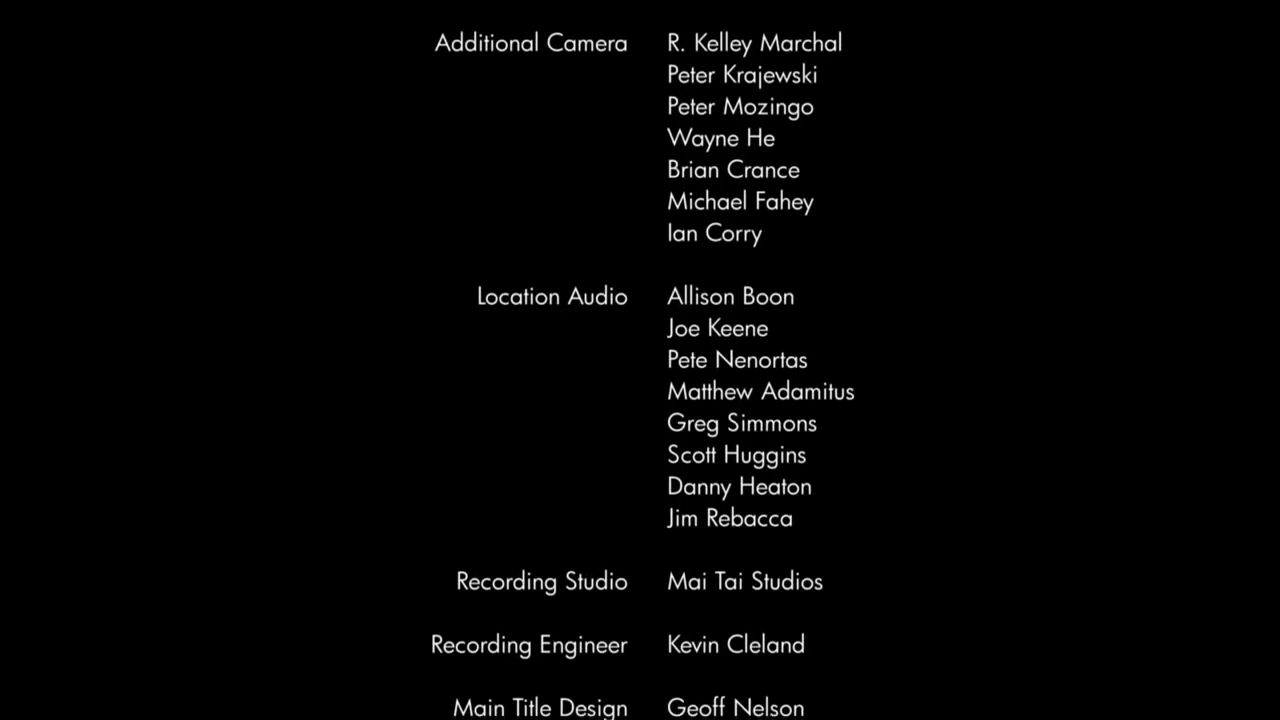 Additional Camera R. Kelley Marchal
Peter Krajewski
Peter Mozingo
Wayne He
Brian Crance
Michael Fahey
Ian Corry
Location Audio Allison Boon
Joe Keene
Pete Nenortas
Matthew Adamitus
Greg Simmons
Scott Huggins
Danny Heaton
Jim Rebacca
Recording Studio Mai Tai Studios
Recording Engineer Kevin Cleland
Main Title Design Geoff Nelson